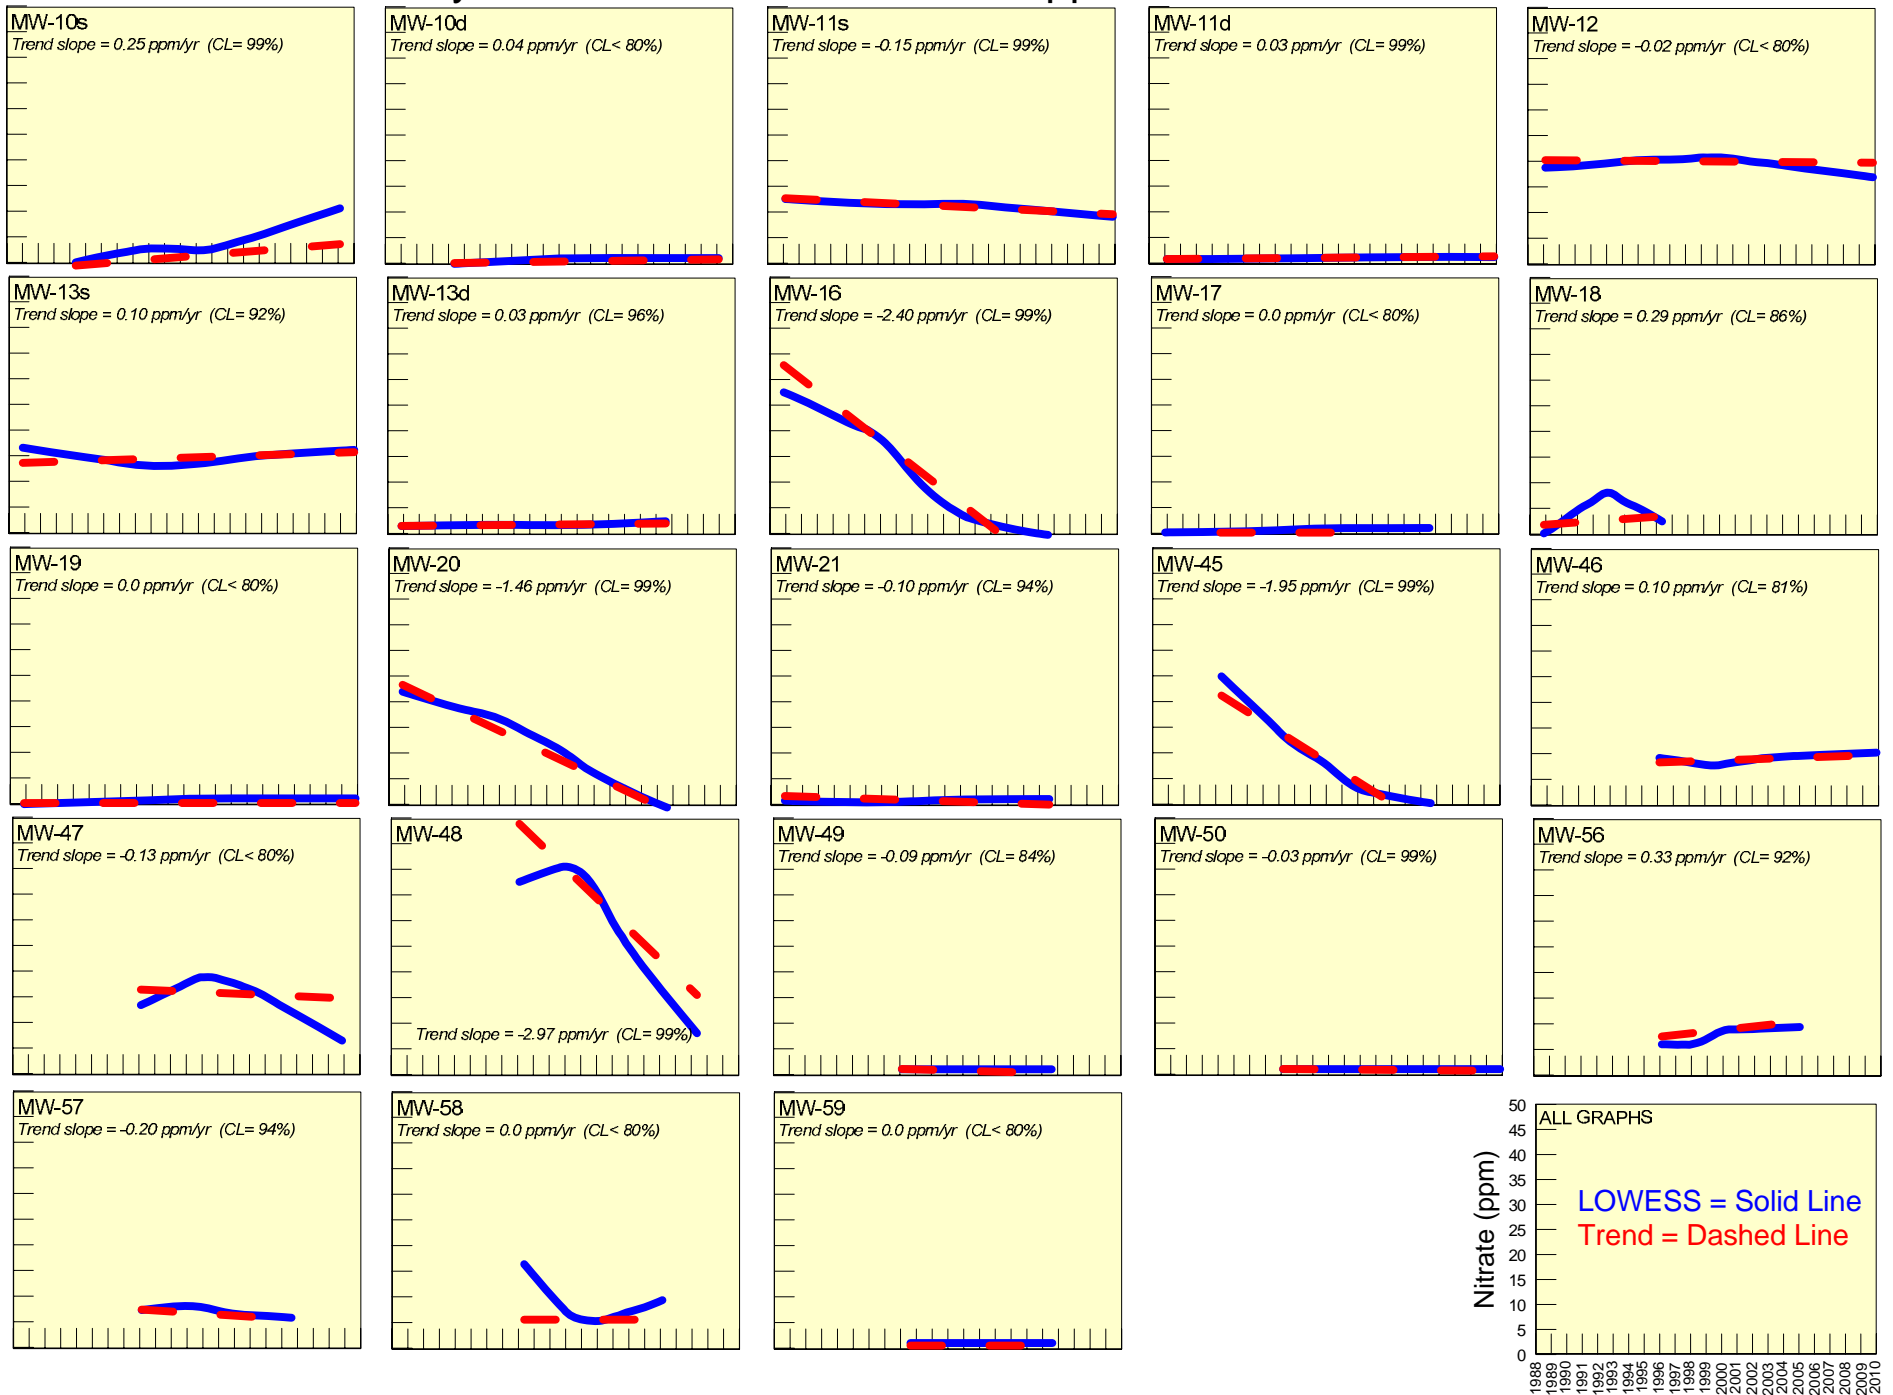 MW-10s
Trend slope = 0.25 ppm/yr (CL= 99%)
MW-10d
Trend slope = 0.04 ppm/yr (CL< 80%)
MW-11s
Trend slope = -0.15 ppm/yr (CL= 99%)
MW-11d
Trend slope = 0.03 ppm/yr (CL= 99%)
MW-12
Trend slope = -0.02 ppm/yr (CL< 80%)
MW-13s
Trend slope = 0.10 ppm/yr (CL= 92%)
MW-13d
Trend slope = 0.03 ppm/yr (CL= 96%)
MW-16
Trend slope = -2.40 ppm/yr (CL= 99%)
MW-17
Trend slope = 0.0 ppm/yr (CL< 80%)
MW-18
Trend slope = 0.29 ppm/yr (CL= 86%)
MW-19
Trend slope = 0.0 ppm/yr (CL< 80%)
MW-20
Trend slope = -1.46 ppm/yr (CL= 99%)
MW-21
Trend slope = -0.10 ppm/yr (CL= 94%)
MW-45
Trend slope = -1.95 ppm/yr (CL= 99%)
MW-46
Trend slope = 0.10 ppm/yr (CL= 81%)
MW-47
Trend slope = -0.13 ppm/yr (CL< 80%)
MW-48
Trend slope = -2.97 ppm/yr (CL= 99%)
MW-49
Trend slope = -0.09 ppm/yr (CL= 84%)
MW-50
Trend slope = -0.03 ppm/yr (CL= 99%)
MW-56
Trend slope = 0.33 ppm/yr (CL= 92%)
MW-57
Trend slope = -0.20 ppm/yr (CL= 94%)
MW-58
Trend slope = 0.0 ppm/yr (CL< 80%)
MW-59
Trend slope = 0.0 ppm/yr (CL< 80%)
ALL GRAPHS
LOWESS = Solid Line
Trend = Dashed Line
Nitrate (ppm)
50
45
40
35
30
25
20
15
10
5
0
1988
1989
1990
1991
1992
1993
1994
1995
1996
1997
1998
1999
2000
2001
2002
2003
2004
2005
2006
2007
2008
2009
2010